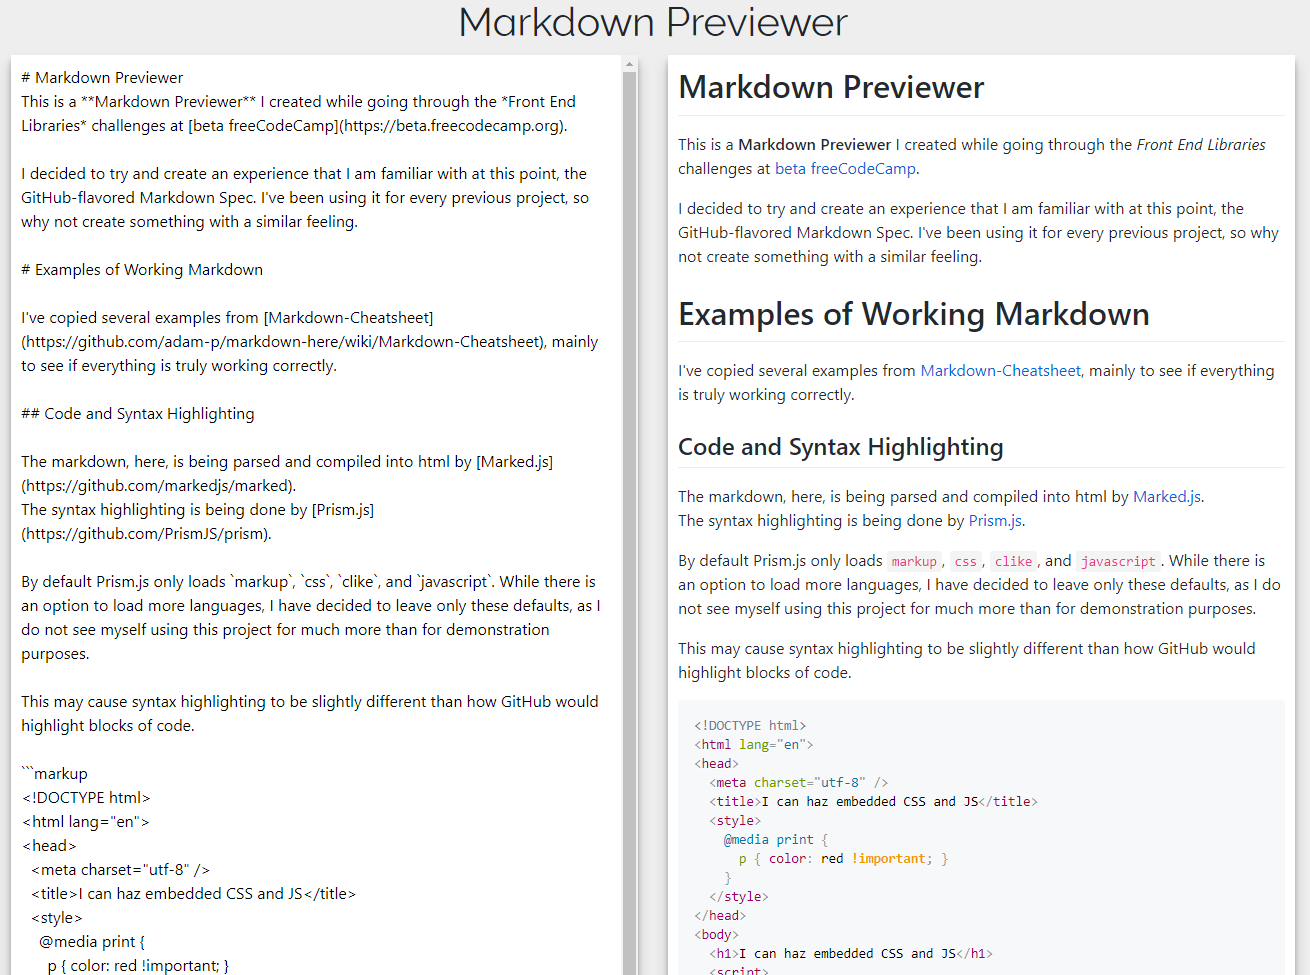 Markdown Previewer
# Markdown Previewer
This is a **Markdown Previewer** I created while going through the *Front End
Libraries* challenges at [beta freeCodeCamp](https://beta.freecodecamp.org).
I decided to try and create an experience that I am familiar with at this point, the
GitHub-flavored Markdown Spec. I've been using it for every previous project, so
why not create something with a similar feeling.
# Examples of Working Markdown
I've copied several examples from [Markdown-Cheatsheet]
(https://github.com/adam-p/markdown-here/wiki/Markdown-Cheatsheet), mainly
to see if everything is truly working correctly.
## Code and Syntax Highlighting
The markdown, here, is being parsed and compiled into html by [Marked.js]
(https://github.com/markedjs/marked).
The syntax highlighting is being done by [Prism.js]
(https://github.com/PrismJS/prism).
By default Prism.js only loads `markup`, `css`, `clike`, and `javascript`. While there is
an option to load more languages, I have decided to leave only these defaults, as I
do not see myself using this project for much more than for demonstration
purposes.
This may cause syntax highlighting to be slightly different than how GitHub would
highlight blocks of code.
```markup
<!DOCTYPE html>
<html lang="en">
<head>
<meta charset="utf-8" />
<title>I can haz embedded CSS and JS</title>
<style>
@media print {
p { color: red !important; }
Markdown Previewer
This is a Markdown Previewer I created while going through the Front End Libraries
challenges at beta freeCodeCamp.
I decided to try and create an experience that I am familiar with at this point, the
GitHub-flavored Markdown Spec. I've been using it for every previous project, so why
not create something with a similar feeling.
Examples of Working Markdown
I've copied several examples from Markdown-Cheatsheet, mainly to see if everything
is truly working correctly.
Code and Syntax Highlighting
The markdown, here, is being parsed and compiled into html by Marked.js.
The syntax highlighting is being done by Prism.js.
By default Prism.js only loads markup, css, clike, and javascript. While there is
an option to load more languages, I have decided to leave only these defaults, as I do
not see myself using this project for much more than for demonstration purposes.
This may cause syntax highlighting to be slightly different than how GitHub would
highlight blocks of code.
<!DOCTYPE html>
<html lang="en">
<head>
<meta charset="utf-8" />
<title>I can haz embedded CSS and JS</title>
<style>
@media print {
p { color: red !important; }
}
</style>
</head>
<body>
<h1>I can haz embedded CSS and JS</h1>
<script>